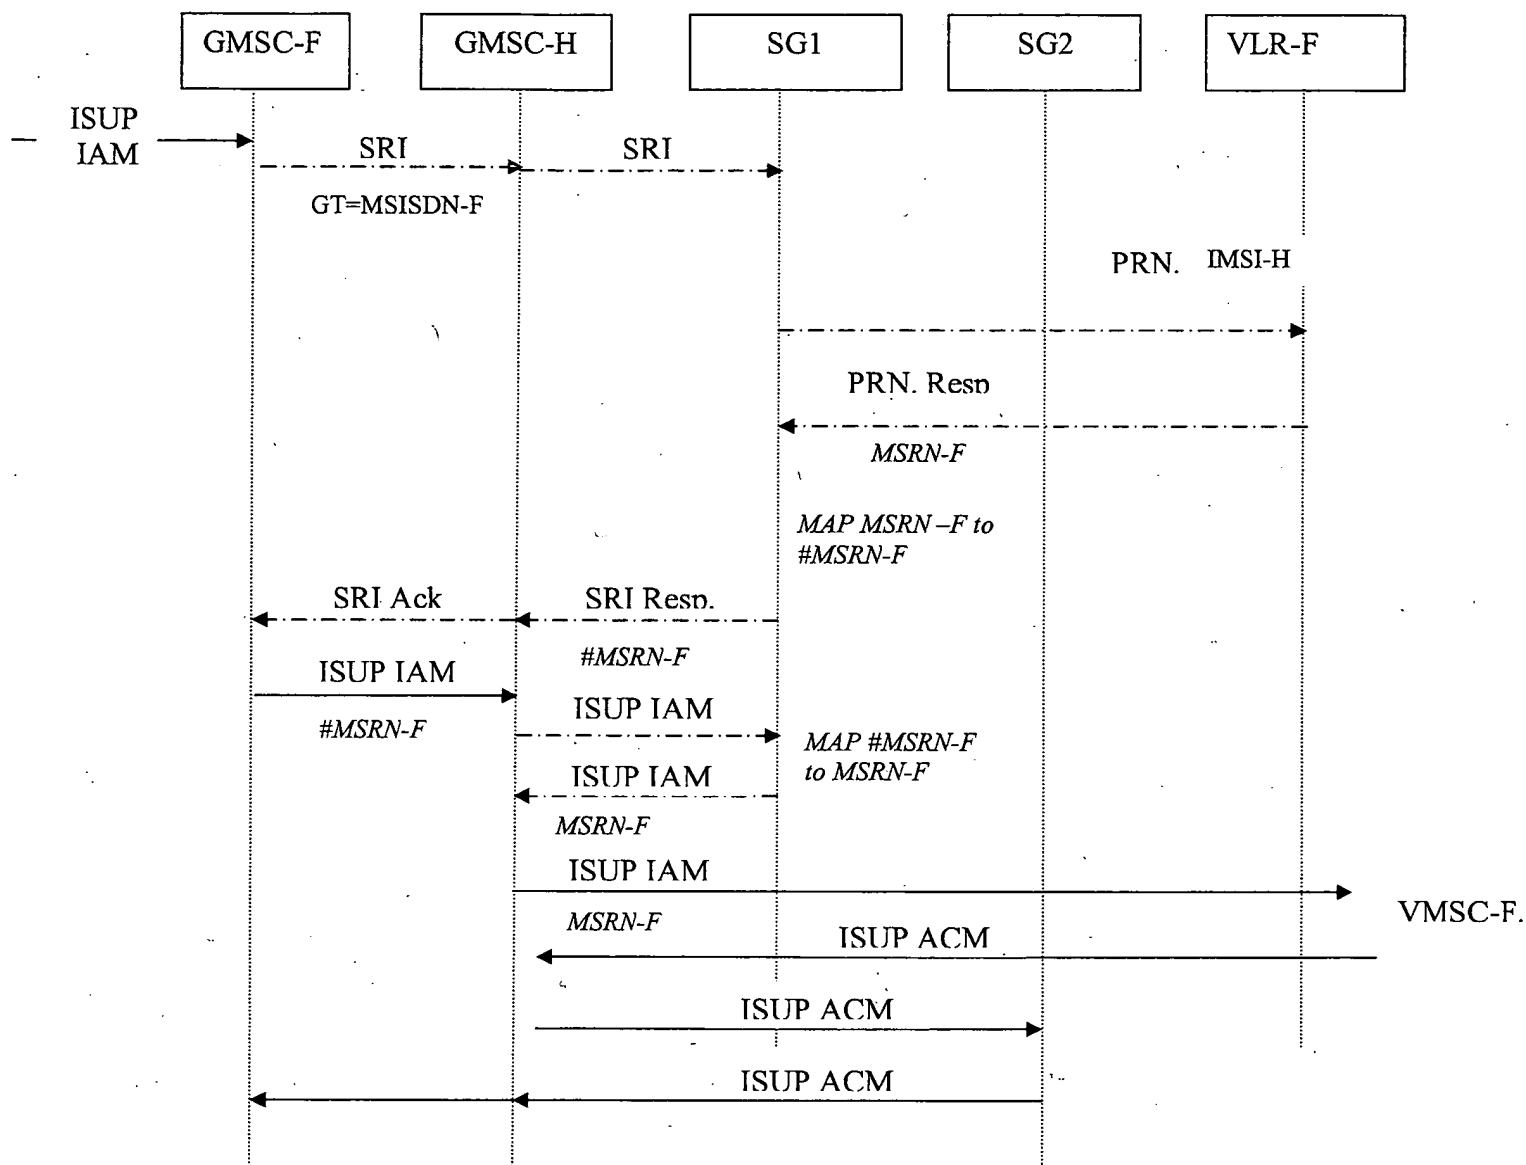 GMSC-F
GMSC-H
SG1
SG2
VLR-F
ISUP
IAM
SRI
SRI
GT=MSISDN-F
PRN. IMSI-H
PRN. Resp
MSRN-F
MAP MSRN –F to
#MSRN-F
SRI Ack
SRI Resp.
#MSRN-F
ISUP IAM
#MSRN-F
ISUP IAM
MAP #MSRN-F
to MSRN-F
ISUP IAM
MSRN-F
ISUP IAM
MSRN-F
VMSC-F.
ISUP ACM
ISUP ACM
ISUP ACM